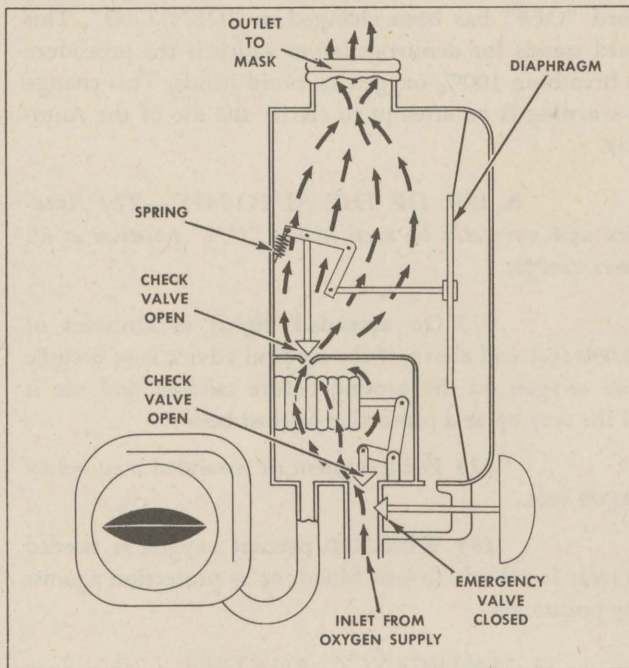 OUTLET
TO
MASK
DIAPHRAGM
SPRING
CHECK
VALVE
OPEN
CHECK
VALVE
OPEN
EMERGENCY
VALVE
CLOSED
INLET FROM
OXYGEN SUPPLY